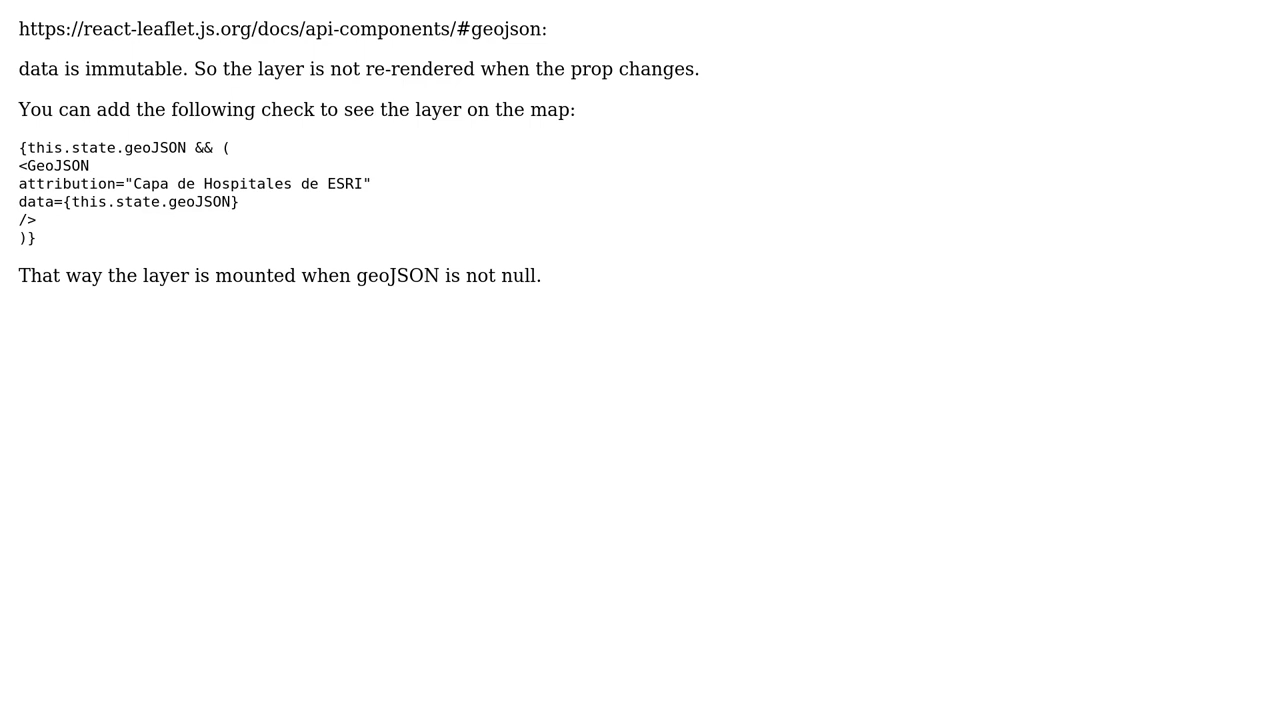 https://react-leaflet.js.org/docs/api-components/#geojson:
data is immutable. So the layer is not re-rendered when the prop changes.
You can add the following check to see the layer on the map:
{this.state.geoJSON && (
<GeoJSON
attribution="Capa de Hospitales de ESRI"
data={this.state.geoJSON}
/>
)}
That way the layer is mounted when geoJSON is not null.